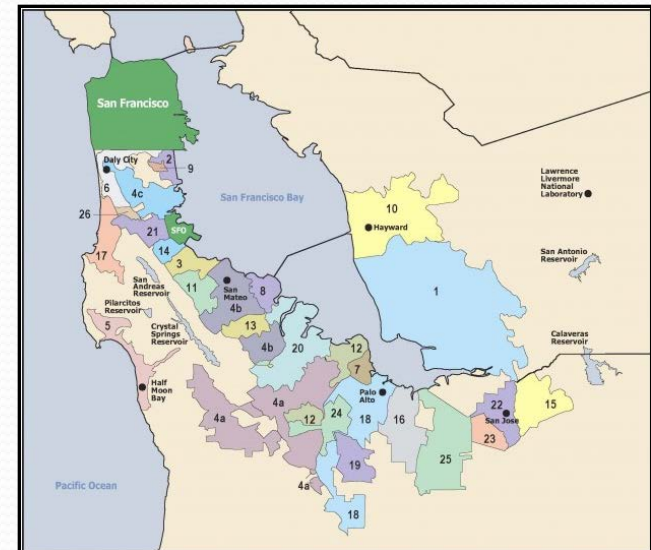 San Francisco
Daly City
2
9
6
4c
26
21
SFO
14
17
3
San Francisco Bay
10
Hayward
Lawrence
Livermore
National
Laboratory
San Antonio
Reservoir
1
San
Andreas
Reservoir
11
San
Mateo
8
4b
Pilarcitos
Reservoir
5
Crystal
Springs
Reservoir
13
4b
20
12
7
Calaveras
Reservoir
Half
Moon
Bay
4a
4a
12
24
Palo
Alto
18
16
22
San Jose
15
23
25
19
4a
18
Pacific Ocean